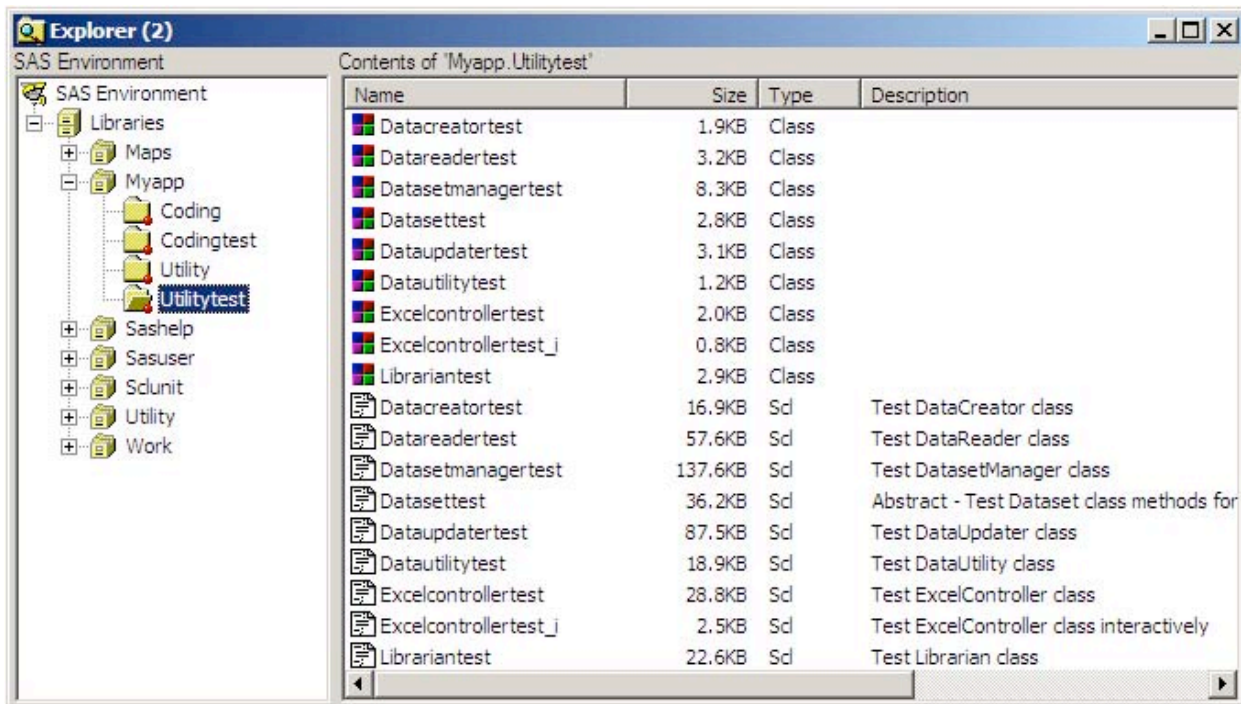 Explorer (2)
SAS Environment
Contents of 'Myapp.Utilitytest'
SAS Environment
Libraries
Maps
Myapp
Coding
Codingtest
Utility
Utilitytest
Sashelp
Sasuser
Sclunit
Utility
Work
Name Size Type Description
Datacreatortest 1.9KB Class
Datareadertest 3.2KB Class
Datasetmanagertest 8.3KB Class
Datasettest 2.8KB Class
Dataupdatertest 3.1KB Class
Datautilitytest 1.2KB Class
Excelcontrollertest 2.0KB Class
Excelcontrollertest_i 0.8KB Class
Librariantest 2.9KB Class
Datacreatortest 16.9KB Scl Test DataCreator class
Datareadertest 57.6KB Scl Test DataReader class
Datasetmanagertest 137.6KB Scl Test DatasetManager class
Datasettest 36.2KB Scl Abstract - Test Dataset class methods for
Dataupdatertest 87.5KB Scl Test DataUpdater class
Datautilitytest 18.9KB Scl Test DataUtility class
Excelcontrollertest 28.8KB Scl Test ExcelController class
Excelcontrollertest_i 2.5KB Scl Test ExcelController class interactively
Librariantest 22.6KB Scl Test Librarian class